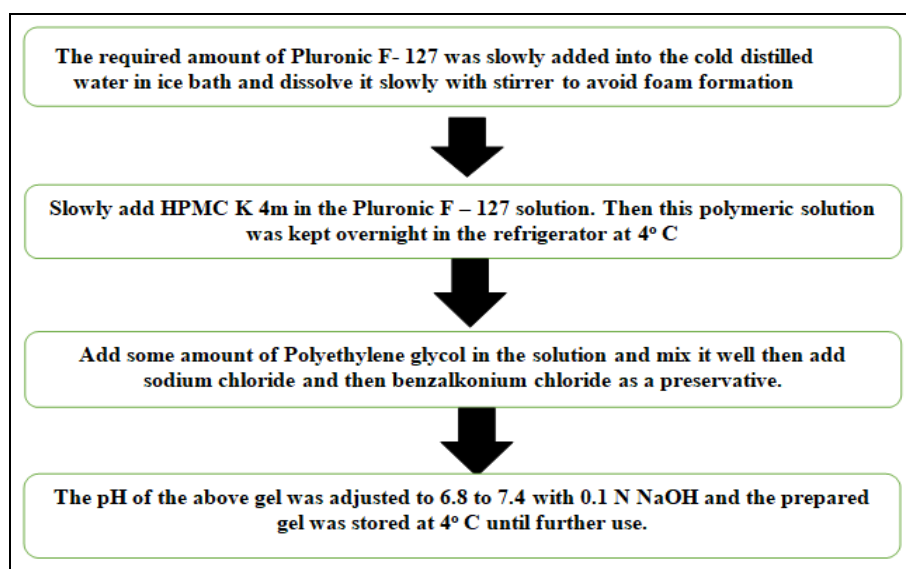 The required amount of Pluronic F- 127 was slowly added into the cold distilled
water in ice bath and dissolve it slowly with stirrer to avoid foam formation
Slowly add HPMC K 4m in the Pluronic F – 127 solution. Then this polymeric solution
was kept overnight in the refrigerator at 4º C
Add some amount of Polyethylene glycol in the solution and mix it well then add
sodium chloride and then benzalkonium chloride as a preservative.
The pH of the above gel was adjusted to 6.8 to 7.4 with 0.1 N NaOH and the prepared
gel was stored at 4º C until further use.